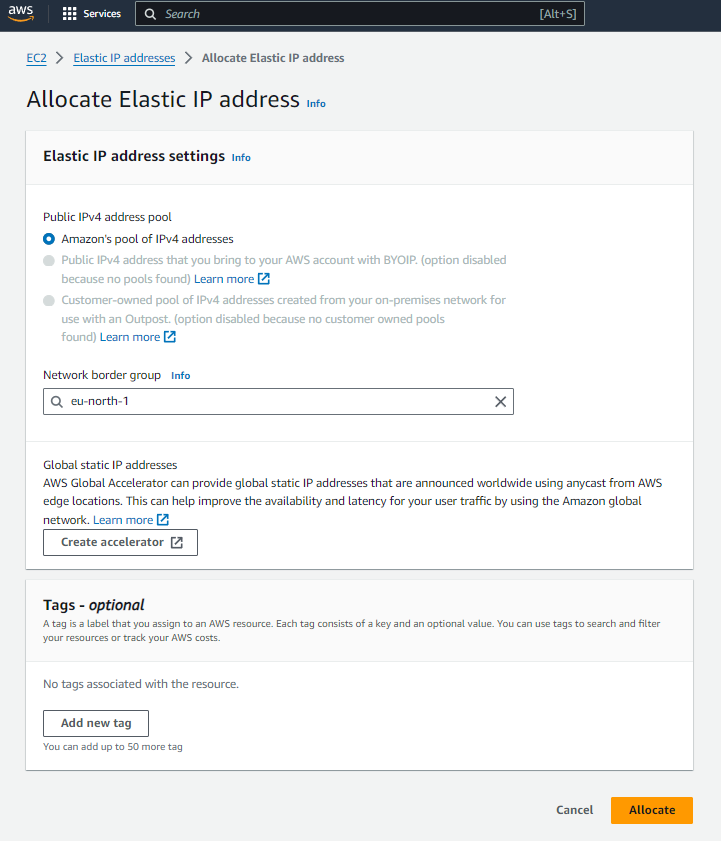 aws Services Search [Alt+S]
EC2 > Elastic IP addresses > Allocate Elastic IP address
Allocate Elastic IP address Info
Elastic IP address settings Info
Public IPv4 address pool
Amazon's pool of IPv4 addresses
Public IPv4 address that you bring to your AWS account with BYOIP. (option disabled
because no pools found) Learn more
Customer-owned pool of IPv4 addresses created from your on-premises network for
use with an Outpost. (option disabled because no customer owned pools
found) Learn more
Network border group Info
eu-north-1
Global static IP addresses
AWS Global Accelerator can provide global static IP addresses that are announced worldwide using anycast from AWS
edge locations. This can help improve the availability and latency for your user traffic by using the Amazon global
network. Learn more
Create accelerator
Tags - optional
A tag is a label that you assign to an AWS resource. Each tag consists of a key and an optional value. You can use tags to search and filter
your resources or track your AWS costs.
No tags associated with the resource.
Add new tag
You can add up to 50 more tag
Cancel Allocate